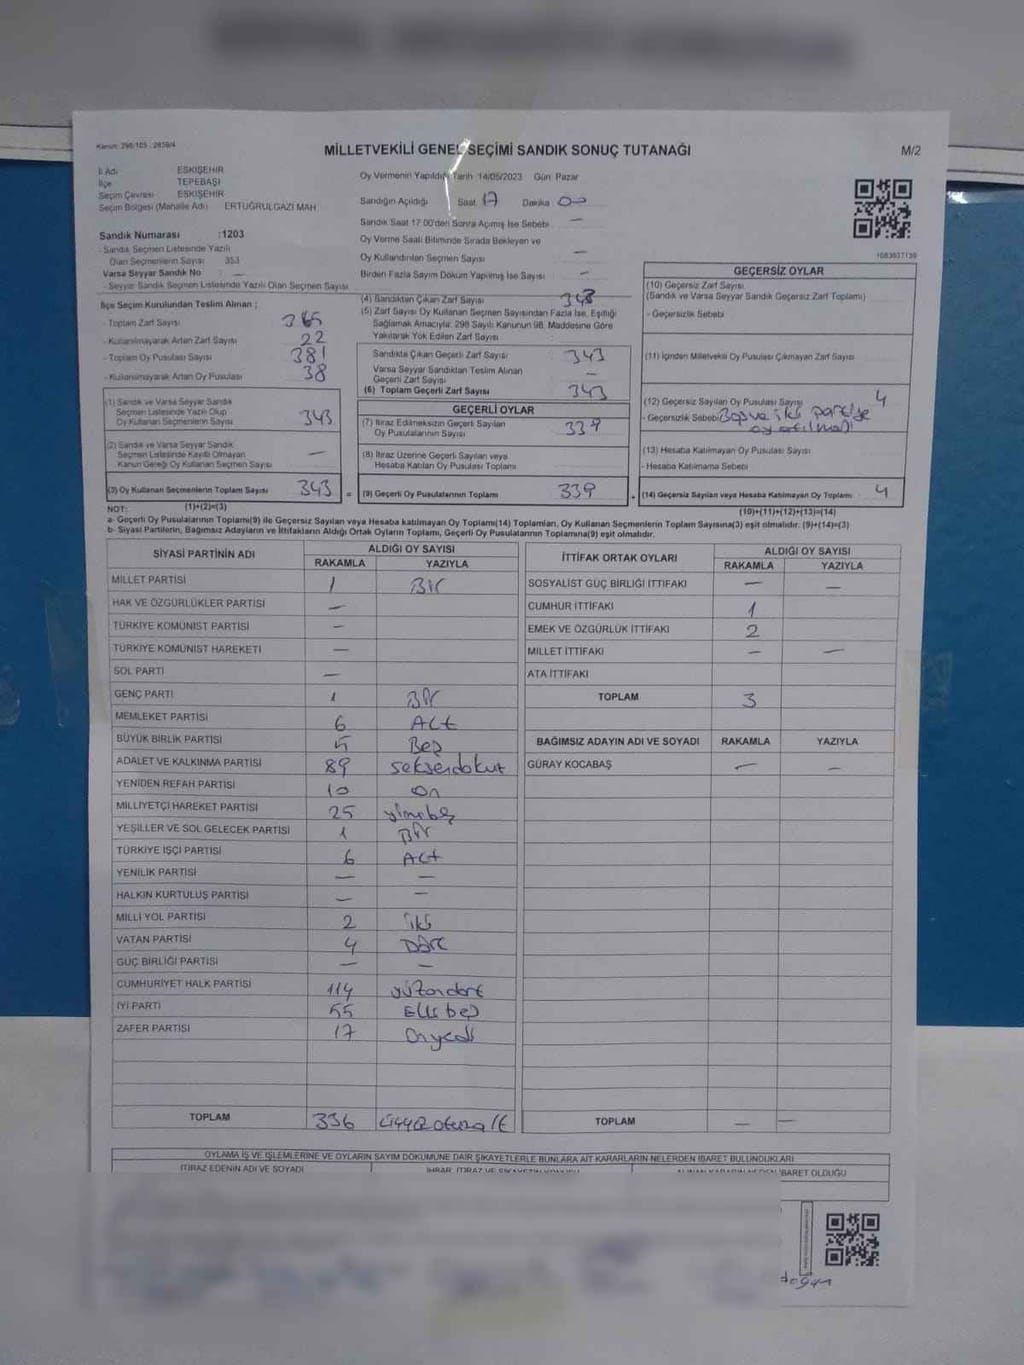 Kanun: 298/105 - 2839/4
MİLLETVEKİLİ GENEL SEÇİMİ SANDIK SONUÇ TUTANAĞI
M/2
İl Adı ESKİŞEHİR
İlçe TEPEBAŞI
Seçim Çevresi ESKİŞEHİR
Seçim Bölgesi (Mahalle Adı) ERTUĞRULGAZİ MAH
Oy Vermenin Yapıldığı Tarih :14/05/2023 Gün: Pazar
Sandığın Açıldığı Saat 17 Dakika 00
Sandık Saat 17:00'den Sonra Açılmış İse Sebebi —
Oy Verme Saati Bitiminde Sırada Bekleyen ve
Oy Kullandırılan Seçmen Sayısı —
Birden Fazla Sayım Döküm Yapılmış İse Sayısı —
1083637139
Sandık Numarası :1203
- Sandık Seçmen Listesinde Yazılı
Olan Seçmenlerin Sayısı 353
Varsa Seyyar Sandık No —
- Seyyar Sandık Seçmen Listesinde Yazılı Olan Seçmen Sayısı
İlçe Seçim Kurulundan Teslim Alınan ;
- Toplam Zarf Sayısı 365
- Kullanılmayarak Artan Zarf Sayısı 22
- Toplam Oy Pusulası Sayısı 381
- Kullanılmayarak Artan Oy Pusulası 38
(1) Sandık ve Varsa Seyyar Sandık
Seçmen Listesinde Yazılı Olup
Oy Kullanan Seçmenlerin Sayısı 343
(2) Sandık ve Varsa Seyyar Sandık
Seçmen Listesinde Kayıtlı Olmayan
Kanun Gereği Oy Kullanan Seçmen Sayısı —
(3) Oy Kullanan Seçmenlerin Toplam Sayısı 343 =
(4) Sandıktan Çıkan Zarf Sayısı 343
(5) Zarf Sayısı Oy Kullanan Seçmen Sayısından Fazla İse, Eşitliği
Sağlamak Amacıyla; 298 Sayılı Kanunun 98. Maddesine Göre
Yakılarak Yok Edilen Zarf Sayısı
Sandıkta Çıkan Geçerli Zarf Sayısı 343
Varsa Seyyar Sandıktan Teslim Alınan
Geçerli Zarf Sayısı —
(6) Toplam Geçerli Zarf Sayısı 343
GEÇERLİ OYLAR
(7) İtiraz Edilmeksizin Geçerli Sayılan
Oy Pusulalarının Sayısı 339
(8) İtiraz Üzerine Geçerli Sayılan veya
Hesaba Katılan Oy Pusulası Toplamı
(9) Geçerli Oy Pusulalarının Toplamı 339 +
GEÇERSİZ OYLAR
(10) Geçersiz Zarf Sayısı
(Sandık ve Varsa Seyyar Sandık Geçersiz Zarf Toplamı)
- Geçersizlik Sebebi
(11) İçinden Milletvekili Oy Pusulası Çıkmayan Zarf Sayısı
(12) Geçersiz Sayılan Oy Pusulası Sayısı 4
- Geçersizlik Sebebi Boş ve iki partiye
oy atılması
(13) Hesaba Katılmayan Oy Pusulası Sayısı
- Hesaba Katılmama Sebebi
(14) Geçersiz Sayılan veya Hesaba Katılmayan Oy Toplamı 4
NOT: (1)+(2)=(3) (10)+(11)+(12)+(13)=(14)
a- Geçerli Oy Pusulalarının Toplamı(9) ile Geçersiz Sayılan veya Hesaba katılmayan Oy Toplamı(14) Toplamları, Oy Kullanan Seçmenlerin Toplam Sayısına(3) eşit olmalıdır. (9)+(14)=(3)
b- Siyasi Partilerin, Bağımsız Adayların ve İttifakların Aldığı Ortak Oyların Toplamı, Geçerli Oy Pusulalarının Toplamına(9) eşit olmalıdır.
SİYASİ PARTİNİN ADI ALDIĞI OY SAYISI
RAKAMLA YAZIYLA
MİLLET PARTİSİ 1 Bir
HAK VE ÖZGÜRLÜKLER PARTİSİ —
TÜRKİYE KOMÜNİST PARTİSİ —
TÜRKİYE KOMÜNİST HAREKETİ —
SOL PARTİ —
GENÇ PARTİ 1 Bir
MEMLEKET PARTİSİ 6 Altı
BÜYÜK BİRLİK PARTİSİ 5 Beş
ADALET VE KALKINMA PARTİSİ 89 seksendokuz
YENİDEN REFAH PARTİSİ 10 On
MİLLİYETÇİ HAREKET PARTİSİ 25 yirmibeş
YEŞİLLER VE SOL GELECEK PARTİSİ 1 Bir
TÜRKİYE İŞÇİ PARTİSİ 6 Altı
YENİLİK PARTİSİ — —
HALKIN KURTULUŞ PARTİSİ — —
MİLLİ YOL PARTİSİ 2 iki
VATAN PARTİSİ 4 Dört
GÜÇ BİRLİĞİ PARTİSİ — —
CUMHURİYET HALK PARTİSİ 114 yüzondört
İYİ PARTİ 55 Elli beş
ZAFER PARTİSİ 17 Onyedi
TOPLAM 336
İTTİFAK ORTAK OYLARI ALDIĞI OY SAYISI
RAKAMLA YAZIYLA
SOSYALİST GÜÇ BİRLİĞİ İTTİFAKI — —
CUMHUR İTTİFAKI 1
EMEK VE ÖZGÜRLÜK İTTİFAKI 2
MİLLET İTTİFAKI — —
ATA İTTİFAKI
TOPLAM 3
BAĞIMSIZ ADAYIN ADI VE SOYADI RAKAMLA YAZIYLA
GÜRAY KOCABAŞ — —
TOPLAM — —
OYLAMA İŞ VE İŞLEMLERİNE VE OYLARIN SAYIM DÖKÜMÜNE DAİR ŞİKAYETLERLE BUNLARA AİT KARARLARIN NELERDEN İBARET BULUNDUKLARI
İTİRAZ EDENİN ADI VE SOYADI
İBARET OLDUĞU